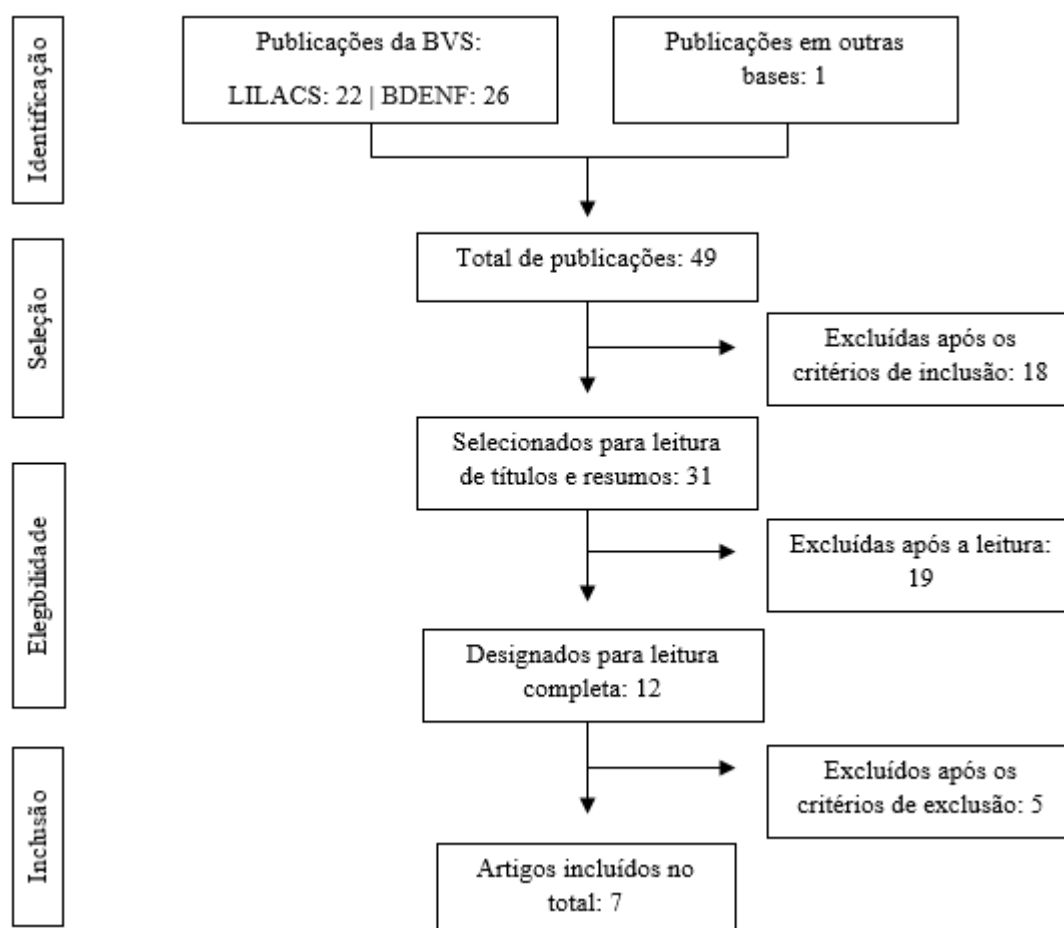 Identificação
Publicações da BVS:
LILACS: 22 | BDENF: 26
Publicações em outras
bases: 1
Seleção
Total de publicações: 49
Excluídas após os
critérios de inclusão: 18
Selecionados para leitura
de títulos e resumos: 31
Elegibilidade
Excluídas após a leitura:
19
Designados para leitura
completa: 12
Inclusão
Excluídos após os
critérios de exclusão: 5
Artigos incluídos no
total: 7